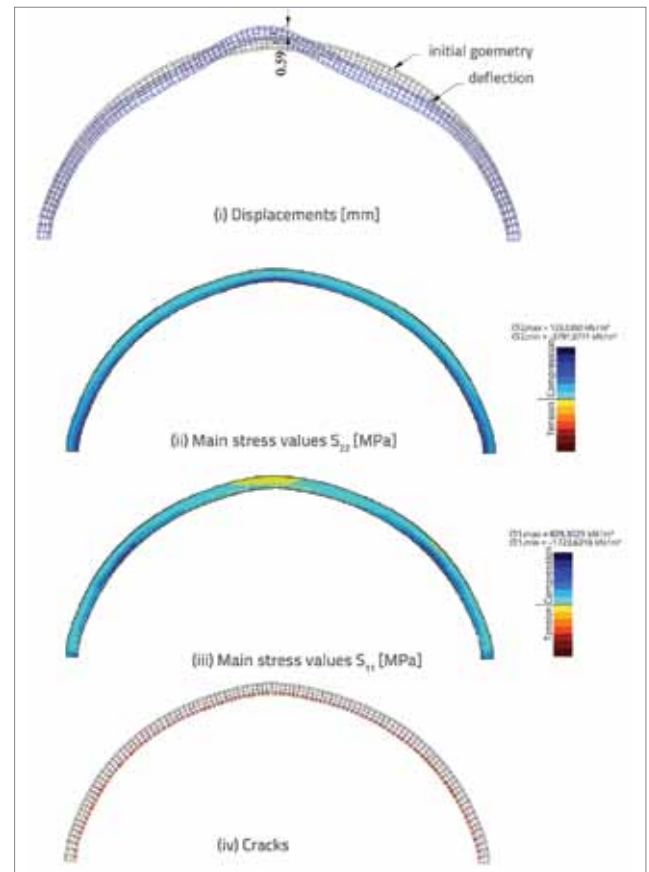 0.59
initial goemetry
deflection
(i) Displacements [mm]
Compression
Tension
(ii) Main stress values S22 [MPa]
Compression
Tension
(iii) Main stress values S11 [MPa]
(iv) Cracks